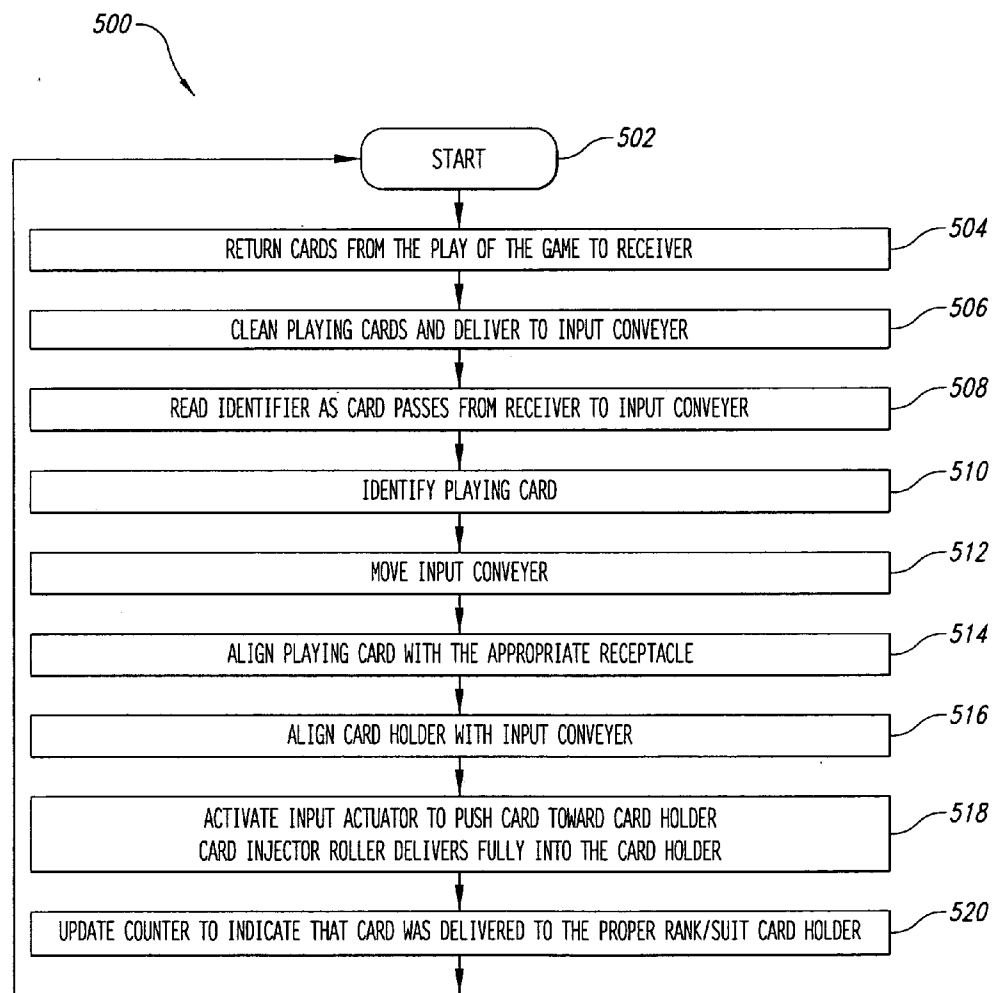 500
START
502
RETURN CARDS FROM THE PLAY OF THE GAME TO RECEIVER
504
CLEAN PLAYING CARDS AND DELIVER TO INPUT CONVEYER
506
READ IDENTIFIER AS CARD PASSES FROM RECEIVER TO INPUT CONVEYER
508
IDENTIFY PLAYING CARD
510
MOVE INPUT CONVEYER
512
ALIGN PLAYING CARD WITH THE APPROPRIATE RECEPTACLE
514
ALIGN CARD HOLDER WITH INPUT CONVEYER
516
ACTIVATE INPUT ACTUATOR TO PUSH CARD TOWARD CARD HOLDER
CARD INJECTOR ROLLER DELIVERS FULLY INTO THE CARD HOLDER
518
UPDATE COUNTER TO INDICATE THAT CARD WAS DELIVERED TO THE PROPER RANK/SUIT CARD HOLDER
520